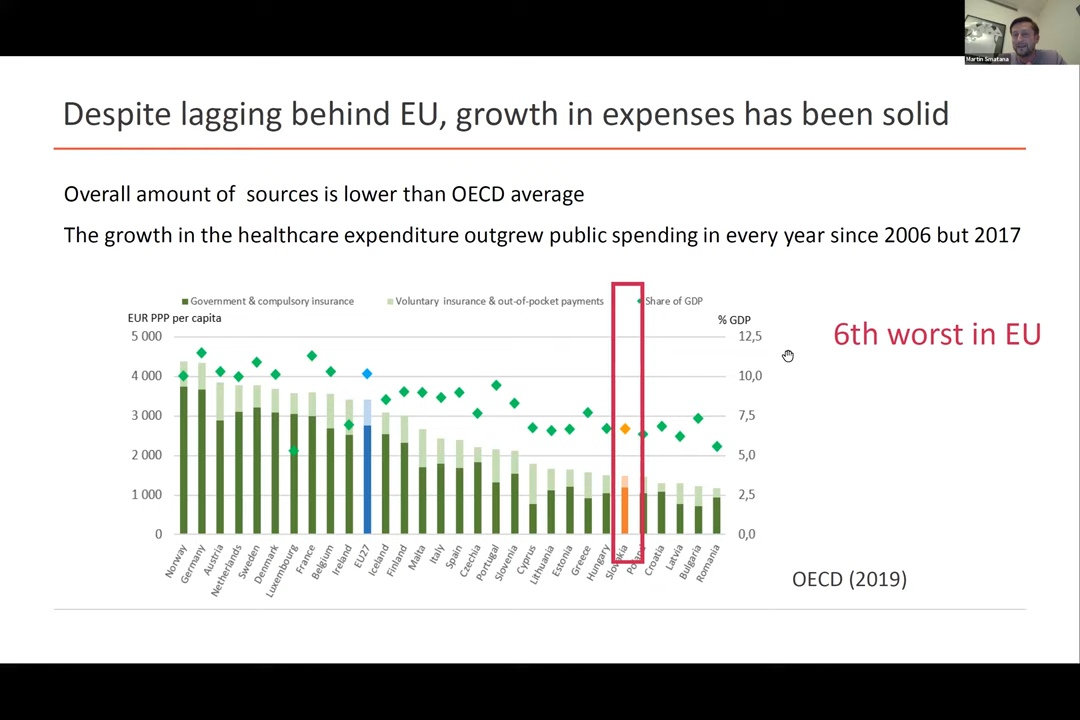 Martin Smatana
Despite lagging behind EU, growth in expenses has been solid
Overall amount of sources is lower than OECD average
The growth in the healthcare expenditure outgrew public spending in every year since 2006 but 2017
Government & compulsory insurance
Voluntary insurance & out-of-pocket payments
Share of GDP
EUR PPP per capita
% GDP
6th worst in EU
5 000
12,5
4 000
10,0
3 000
7,5
2 000
5,0
1 000
2,5
0
0,0
Norway
Germany
Austria
Netherlands
Sweden
Denmark
Luxembourg
France
Belgium
Ireland
EU27
Iceland
Finland
Malta
Italy
Spain
Czechia
Portugal
Slovenia
Cyprus
Lithuania
Estonia
Greece
Hungary
Slovakia
Poland
Croatia
Latvia
Bulgaria
Romania
OECD (2019)